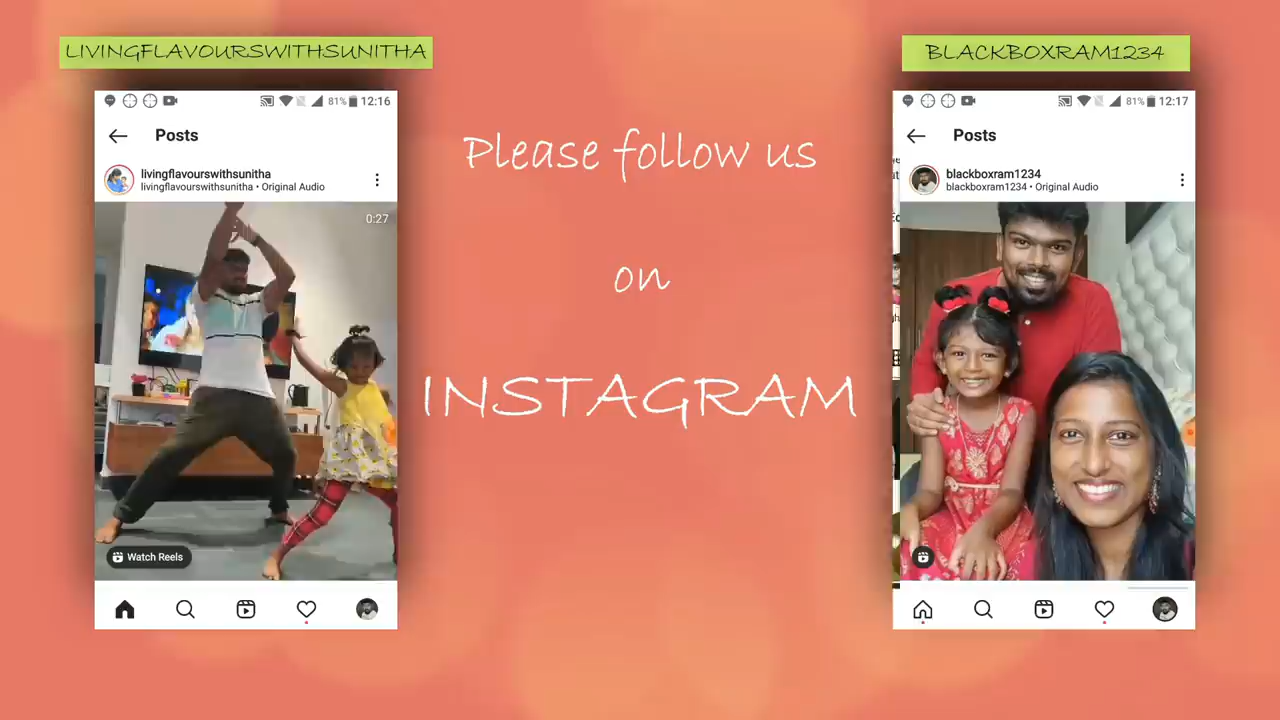 LIVINGFLAVOURSWITHSUNITHA
81% 12:16
Posts
livingflavourswithsunitha
livingflavourswithsunitha • Original Audio
0:27
Watch Reels
Please follow us
on
INSTAGRAM
BLACKBOXRAM1234
81% 12:17
Posts
blackboxram1234
blackboxram1234 • Original Audio